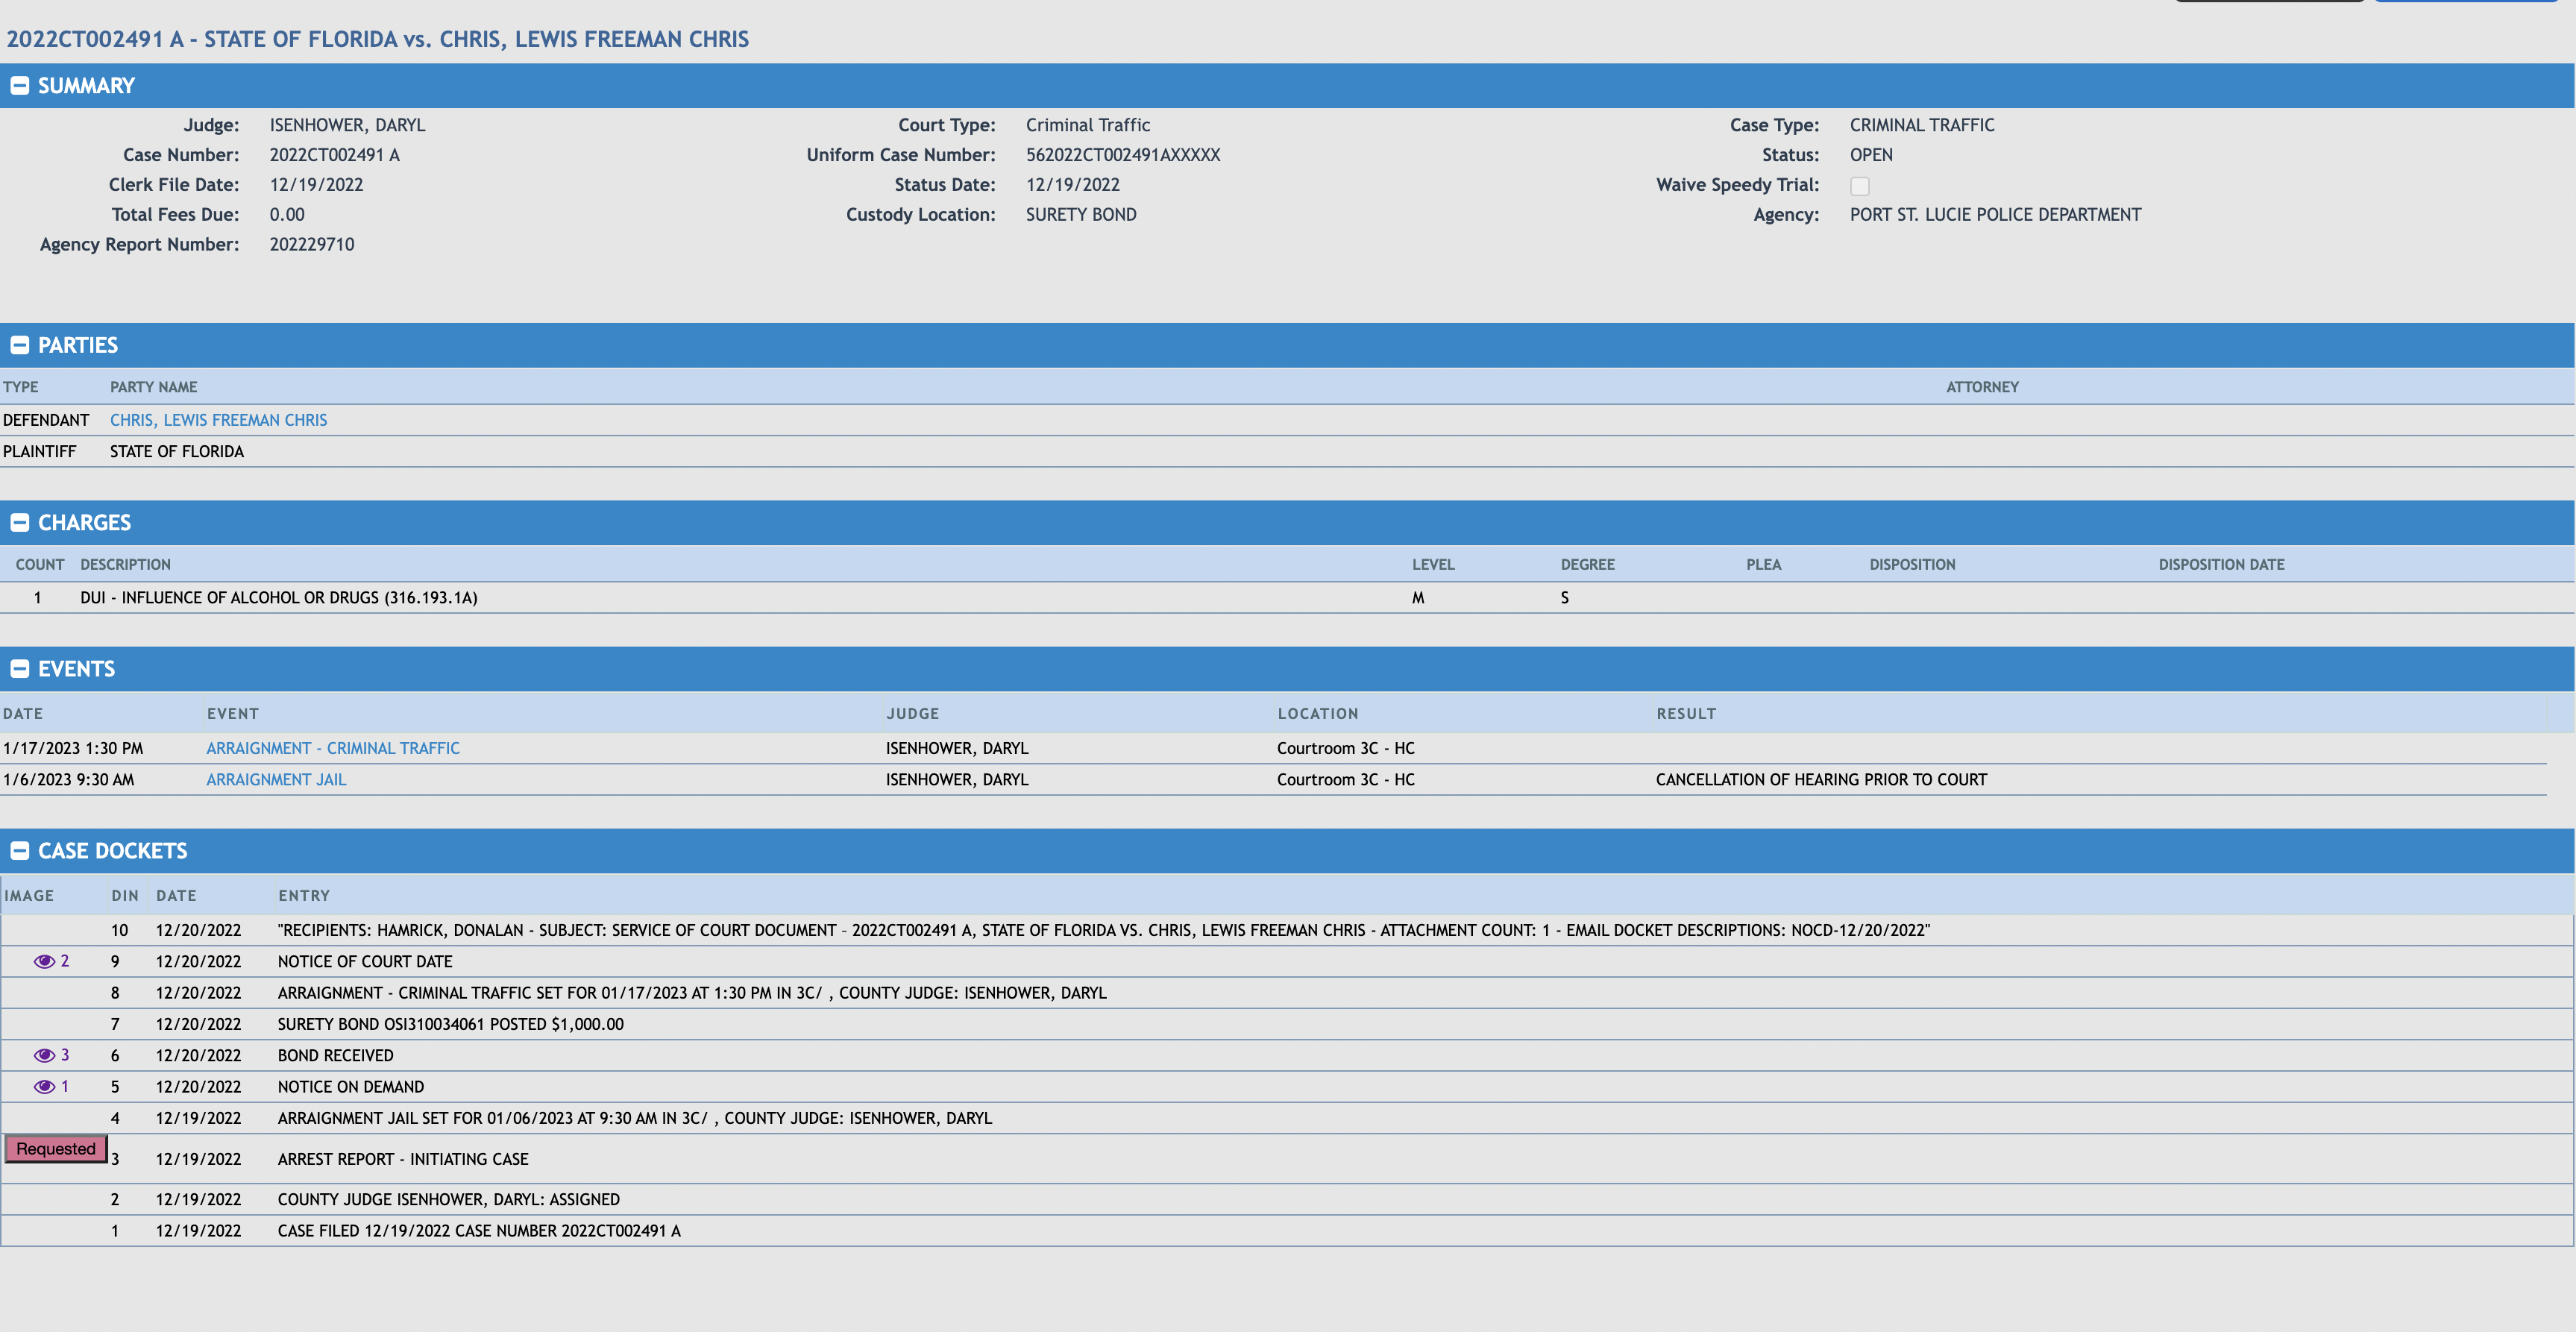 2022CT002491 A - STATE OF FLORIDA vs. CHRIS, LEWIS FREEMAN CHRIS
SUMMARY
Judge: ISENHOWER, DARYL Court Type: Criminal Traffic Case Type: CRIMINAL TRAFFIC
Case Number: 2022CT002491 A Uniform Case Number: 562022CT002491AXXXXX Status: OPEN
Clerk File Date: 12/19/2022 Status Date: 12/19/2022 Waive Speedy Trial:
Total Fees Due: 0.00 Custody Location: SURETY BOND Agency: PORT ST. LUCIE POLICE DEPARTMENT
Agency Report Number: 202229710
PARTIES
TYPE PARTY NAME ATTORNEY
DEFENDANT CHRIS, LEWIS FREEMAN CHRIS
PLAINTIFF STATE OF FLORIDA
CHARGES
COUNT DESCRIPTION LEVEL DEGREE PLEA DISPOSITION DISPOSITION DATE
1 DUI - INFLUENCE OF ALCOHOL OR DRUGS (316.193.1A) M S
EVENTS
DATE EVENT JUDGE LOCATION RESULT
1/17/2023 1:30 PM ARRAIGNMENT - CRIMINAL TRAFFIC ISENHOWER, DARYL Courtroom 3C - HC
1/6/2023 9:30 AM ARRAIGNMENT JAIL ISENHOWER, DARYL Courtroom 3C - HC CANCELLATION OF HEARING PRIOR TO COURT
CASE DOCKETS
IMAGE DIN DATE ENTRY
10 12/20/2022 "RECIPIENTS: HAMRICK, DONALAN - SUBJECT: SERVICE OF COURT DOCUMENT - 2022CT002491 A, STATE OF FLORIDA VS. CHRIS, LEWIS FREEMAN CHRIS - ATTACHMENT COUNT: 1 - EMAIL DOCKET DESCRIPTIONS: NOCD-12/20/2022"
2 9 12/20/2022 NOTICE OF COURT DATE
8 12/20/2022 ARRAIGNMENT - CRIMINAL TRAFFIC SET FOR 01/17/2023 AT 1:30 PM IN 3C/ , COUNTY JUDGE: ISENHOWER, DARYL
7 12/20/2022 SURETY BOND OSI310034061 POSTED $1,000.00
3 6 12/20/2022 BOND RECEIVED
1 5 12/20/2022 NOTICE ON DEMAND
4 12/19/2022 ARRAIGNMENT JAIL SET FOR 01/06/2023 AT 9:30 AM IN 3C/ , COUNTY JUDGE: ISENHOWER, DARYL
Requested 3 12/19/2022 ARREST REPORT - INITIATING CASE
2 12/19/2022 COUNTY JUDGE ISENHOWER, DARYL: ASSIGNED
1 12/19/2022 CASE FILED 12/19/2022 CASE NUMBER 2022CT002491 A